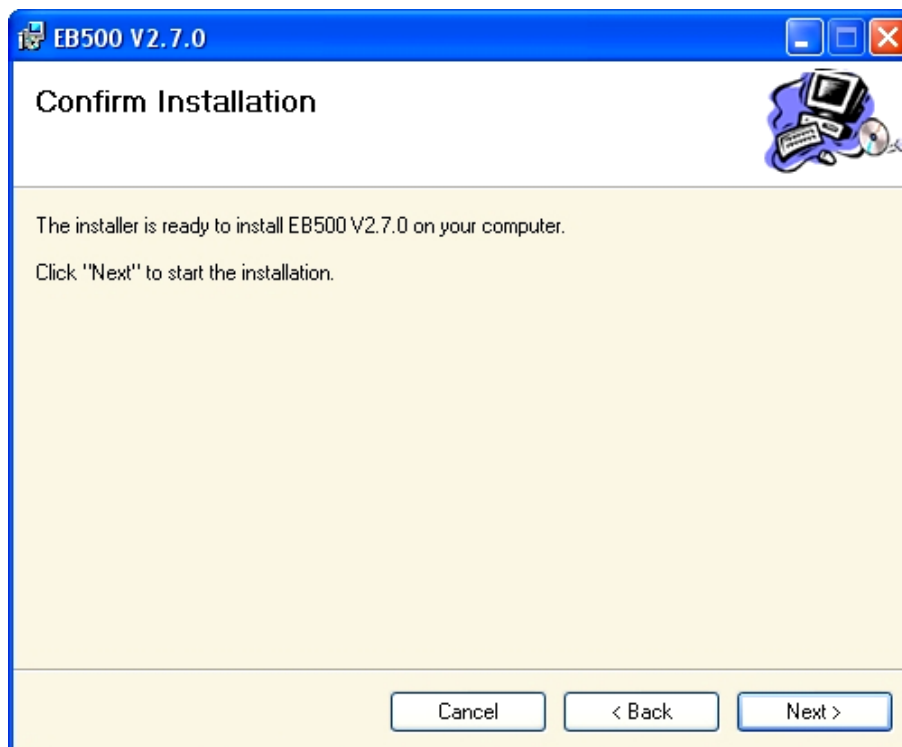 EB500 V2.7.0
Confirm Installation
The installer is ready to install EB500 V2.7.0 on your computer.
Click "Next" to start the installation.
Cancel
< Back
Next >